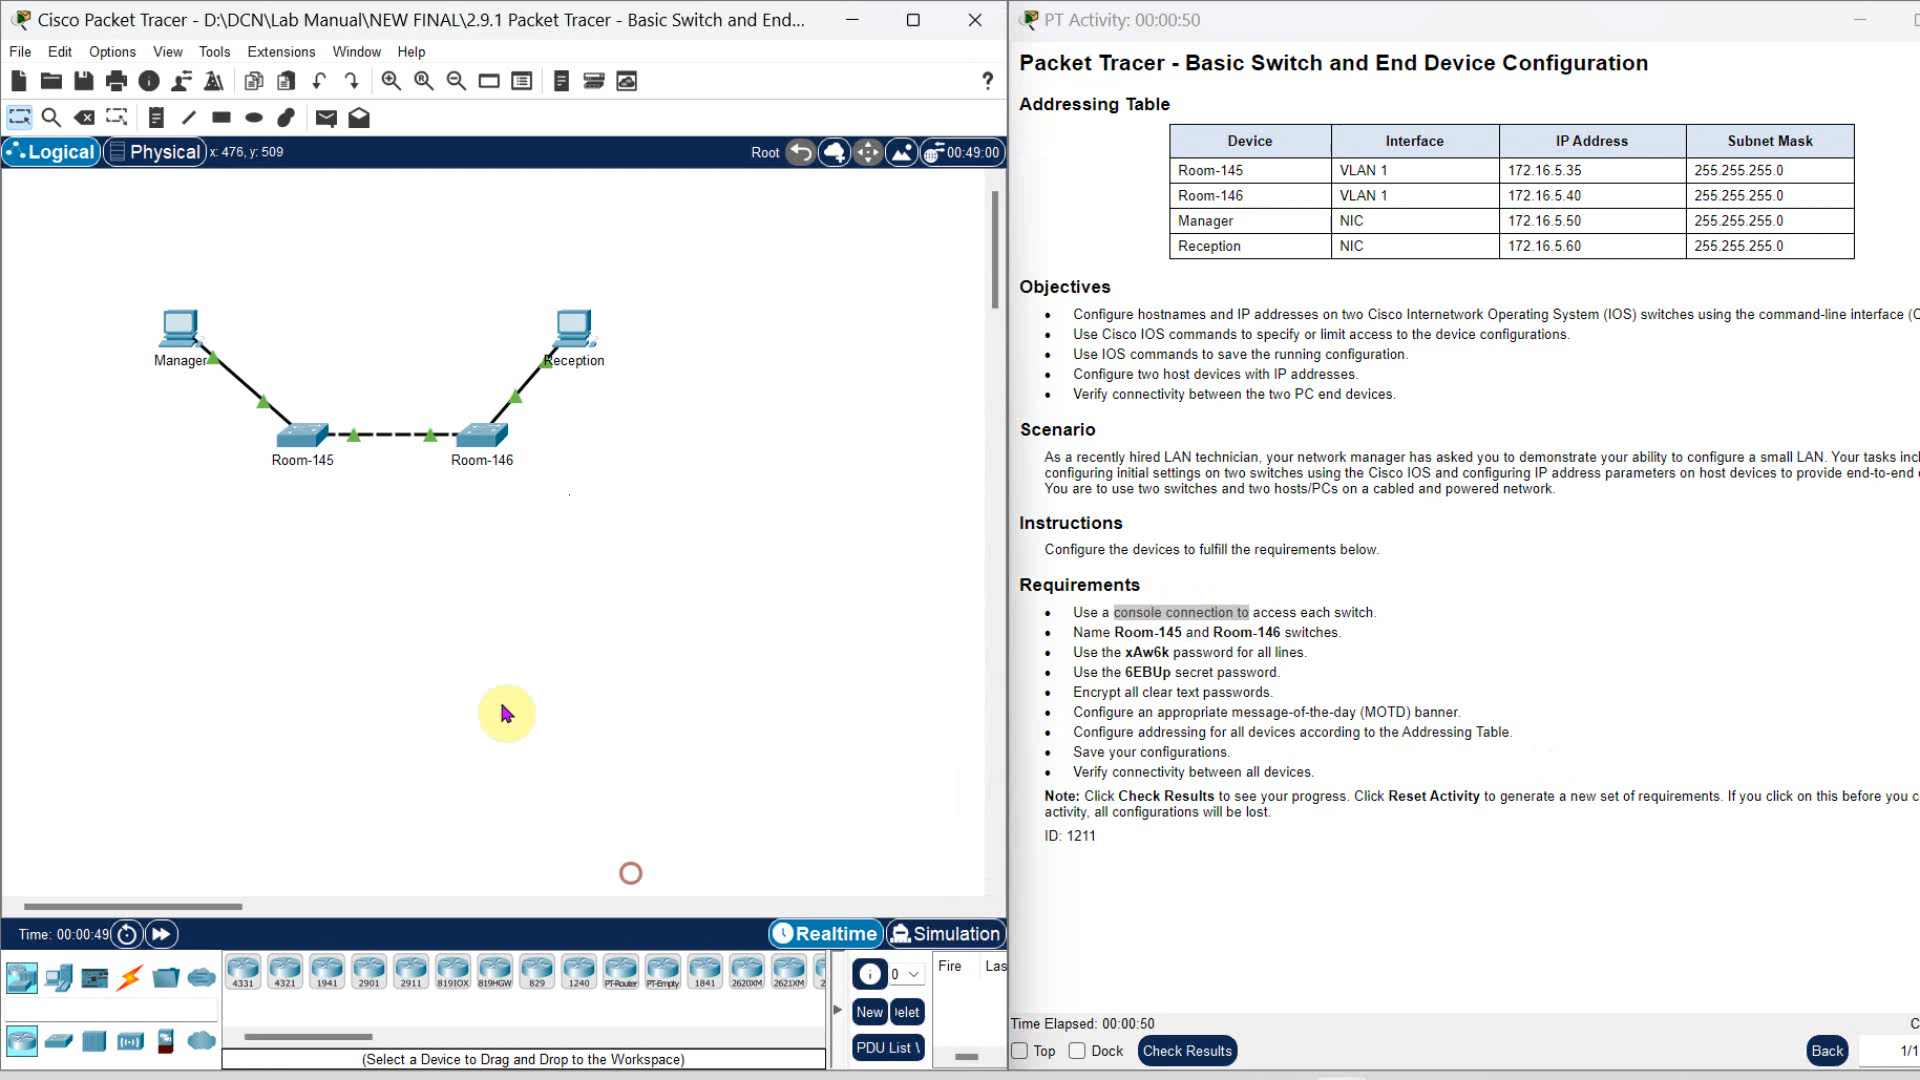 Cisco Packet Tracer - D:\DCN\Lab Manual\NEW FINAL\2.9.1 Packet Tracer - Basic Switch and End...
File Edit Options View Tools Extensions Window Help
?
Logical Physical x: 476, y: 509 Root 00:49:00
Manager
Reception
Room-145
Room-146
Time: 00:00:49 Realtime Simulation
4331 4321 1941 2901 2911 819IOX 819HGW 829 1240 PT-Router PT-Empty 1841 2620XM 2621XM 2
(Select a Device to Drag and Drop to the Workspace)
0
New elet
PDU List \
Fire Las
PT Activity: 00:00:50
Packet Tracer - Basic Switch and End Device Configuration
Addressing Table
Device Interface IP Address Subnet Mask
Room-145 VLAN 1 172.16.5.35 255.255.255.0
Room-146 VLAN 1 172.16.5.40 255.255.255.0
Manager NIC 172.16.5.50 255.255.255.0
Reception NIC 172.16.5.60 255.255.255.0
Objectives
• Configure hostnames and IP addresses on two Cisco Internetwork Operating System (IOS) switches using the command-line interface (C
• Use Cisco IOS commands to specify or limit access to the device configurations.
• Use IOS commands to save the running configuration.
• Configure two host devices with IP addresses.
• Verify connectivity between the two PC end devices.
Scenario
As a recently hired LAN technician, your network manager has asked you to demonstrate your ability to configure a small LAN. Your tasks incl
configuring initial settings on two switches using the Cisco IOS and configuring IP address parameters on host devices to provide end-to-end
You are to use two switches and two hosts/PCs on a cabled and powered network.
Instructions
Configure the devices to fulfill the requirements below.
Requirements
• Use a console connection to access each switch.
• Name Room-145 and Room-146 switches.
• Use the xAw6k password for all lines.
• Use the 6EBUp secret password.
• Encrypt all clear text passwords.
• Configure an appropriate message-of-the-day (MOTD) banner.
• Configure addressing for all devices according to the Addressing Table.
• Save your configurations.
• Verify connectivity between all devices.
Note: Click Check Results to see your progress. Click Reset Activity to generate a new set of requirements. If you click on this before you c
activity, all configurations will be lost.
ID: 1211
Time Elapsed: 00:00:50 C
Top Dock Check Results Back 1/1